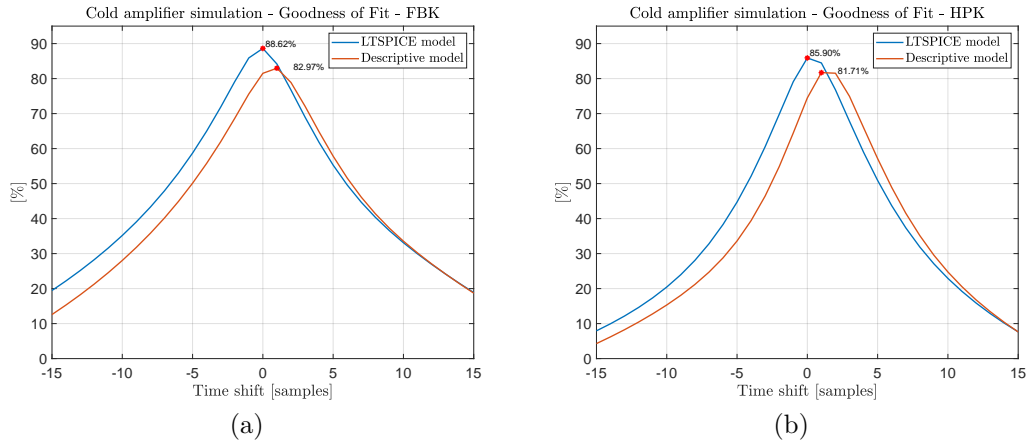 Cold amplifier simulation - Goodness of Fit - FBK
90
80
70
60
50
40
30
20
10
0
[%]
88.62%
82.97%
LTSPICE model
Descriptive model
-15 -10 -5 0 5 10 15
Time shift [samples]
(a)
Cold amplifier simulation - Goodness of Fit - HPK
90
80
70
60
50
40
30
20
10
0
[%]
85.90%
81.71%
LTSPICE model
Descriptive model
-15 -10 -5 0 5 10 15
Time shift [samples]
(b)